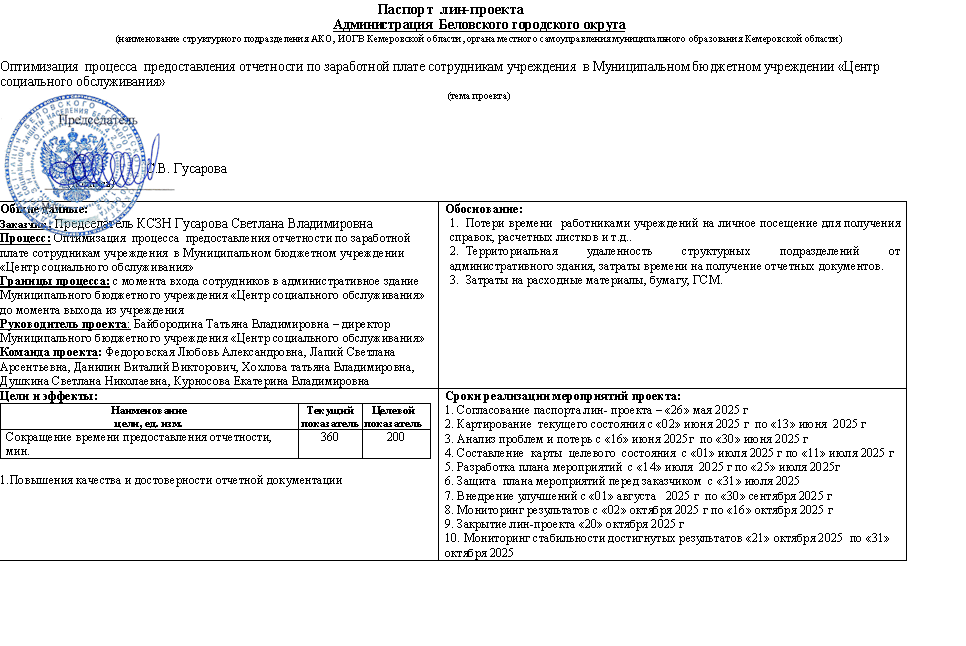 Паспорт лин-проекта
Администрация Беловского городского округа
(наименование структурного подразделения АКО, ИОГВ Кемеровской области, органа местного самоуправления муниципального образования Кемеровской области)
Оптимизация процесса предоставления отчетности по заработной плате сотрудникам учреждения в Муниципальном бюджетном учреждении «Центр
социального обслуживания»
(тема проекта)
Председатель
С.В. Гусарова
Общие данные:
Заказчик: Председатель КСЗН Гусарова Светлана Владимировна
Процесс: Оптимизация процесса предоставления отчетности по заработной
плате сотрудникам учреждения в Муниципальном бюджетном учреждении
«Центр социального обслуживания»
Границы процесса: с момента входа сотрудников в административное здание
Муниципального бюджетного учреждения «Центр социального обслуживания»
до момента выхода из учреждения
Руководитель проекта: Байбородина Татьяна Владимировна – директор
Муниципального бюджетного учреждения «Центр социального обслуживания»
Команда проекта: Федоровская Любовь Александровна, Лапий Светлана
Арсентьевна, Данилин Виталий Викторович, Хохлова татьяна Владимировна,
Душкина Светлана Николаевна, Курносова Екатерина Владимировна
Обоснование:
1. Потери времени работниками учреждений на личное посещение для получения
справок, расчетных листков и т.д..
2. Территориальная удаленность структурных подразделений от
административного здания, затраты времени на получение отчетных документов.
3. Затраты на расходные материалы, бумагу, ГСМ.
Цели и эффекты:
Наименование
цели, ед. изм.
Текущий
показатель
Целевой
показатель
Сокращение времени предоставления отчетности,
мин.
360
200
1.Повышения качества и достоверности отчетной документации
Сроки реализации мероприятий проекта:
1. Согласование паспорта лин- проекта – «26» мая 2025 г
2. Картирование текущего состояния с «02» июня 2025 г по «13» июня 2025 г
3. Анализ проблем и потерь с «16» июня 2025г по «30» июня 2025 г
4. Составление карты целевого состояния с «01» июля 2025 г по «11» июля 2025 г
5. Разработка плана мероприятий с «14» июля 2025 г по «25» июля 2025г
6. Защита плана мероприятий перед заказчиком с «31» июля 2025
7. Внедрение улучшений с «01» августа 2025 г по «30» сентября 2025 г
8. Мониторинг результатов с «02» октября 2025 г по «16» октября 2025 г
9. Закрытие лин-проекта «20» октября 2025 г
10. Мониторинг стабильности достигнутых результатов «21» октября 2025 по «31»
октября 2025